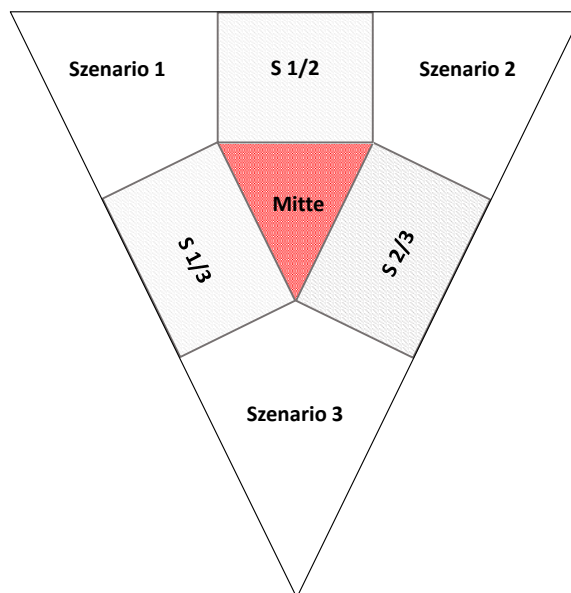 Szenario 1
S 1/2
Szenario 2
Mitte
S 1/3
S 2/3
Szenario 3